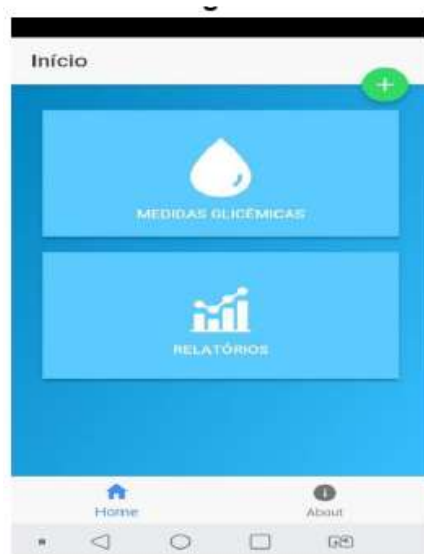 Início
MEDIDAS GLICÊMICAS
RELATÓRIOS
Home
About